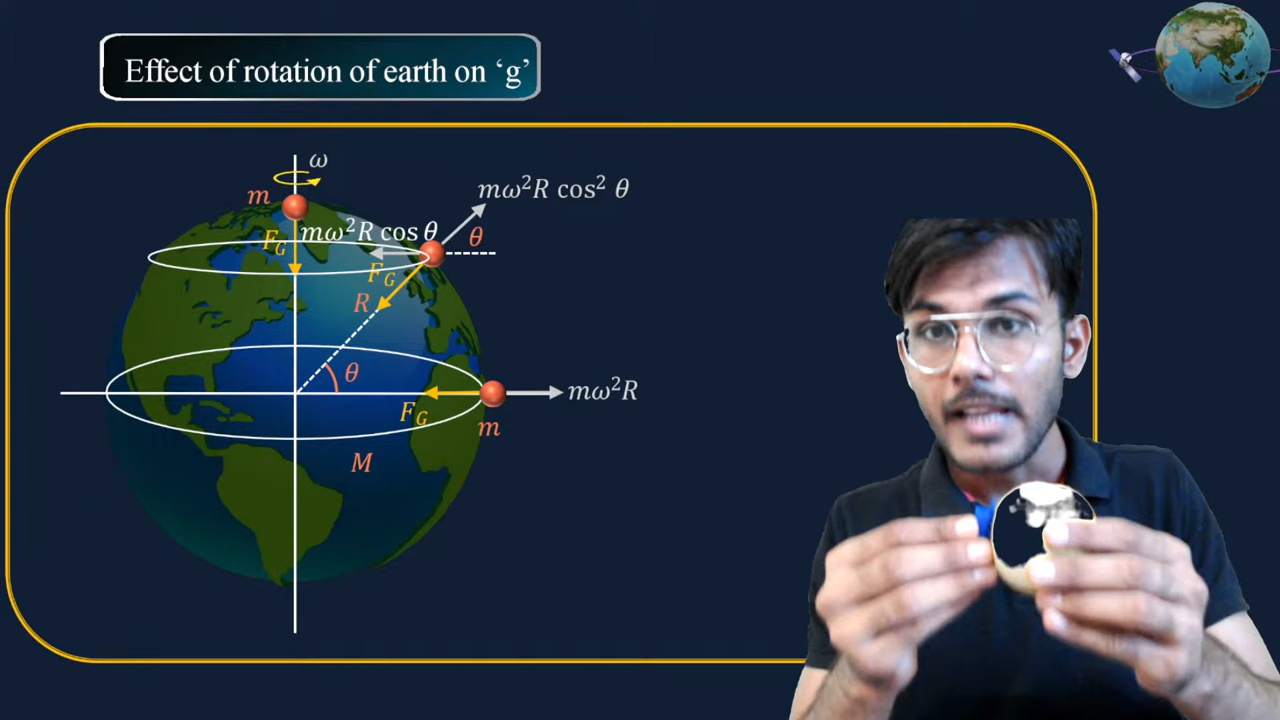 Effect of rotation of earth on ‘g’
ω
m
mω²R cos² θ
mω²R cos θ
θ
F_G
F_G
R
θ
mω²R
F_G
m
M